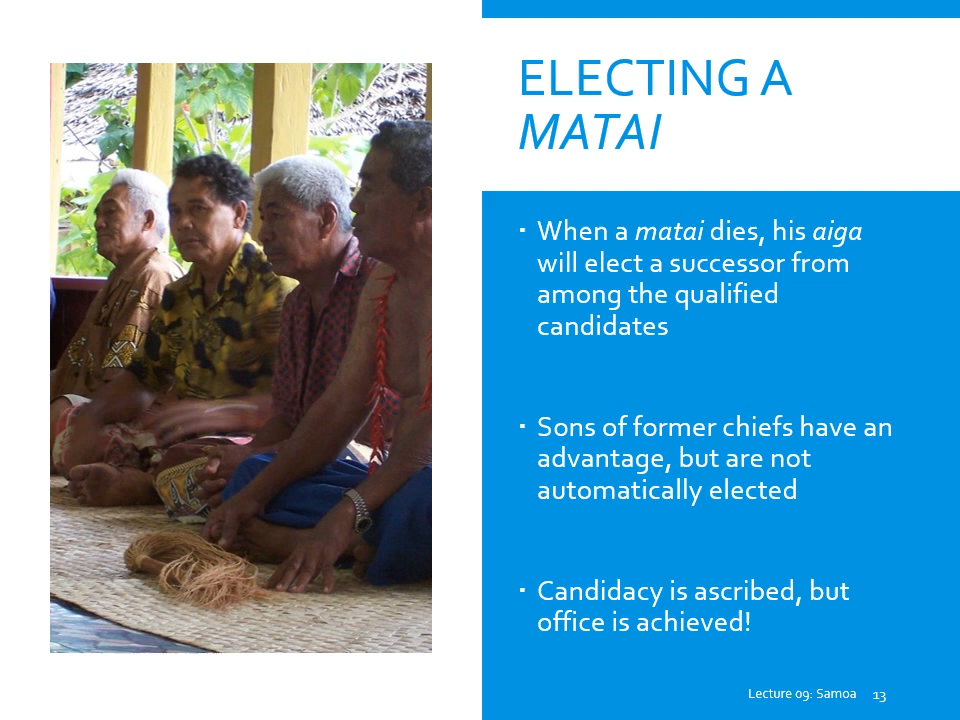 ELECTING A
MATAI
▪ When a matai dies, his aiga
will elect a successor from
among the qualified
candidates
▪ Sons of former chiefs have an
advantage, but are not
automatically elected
▪ Candidacy is ascribed, but
office is achieved!
Lecture 09: Samoa 13